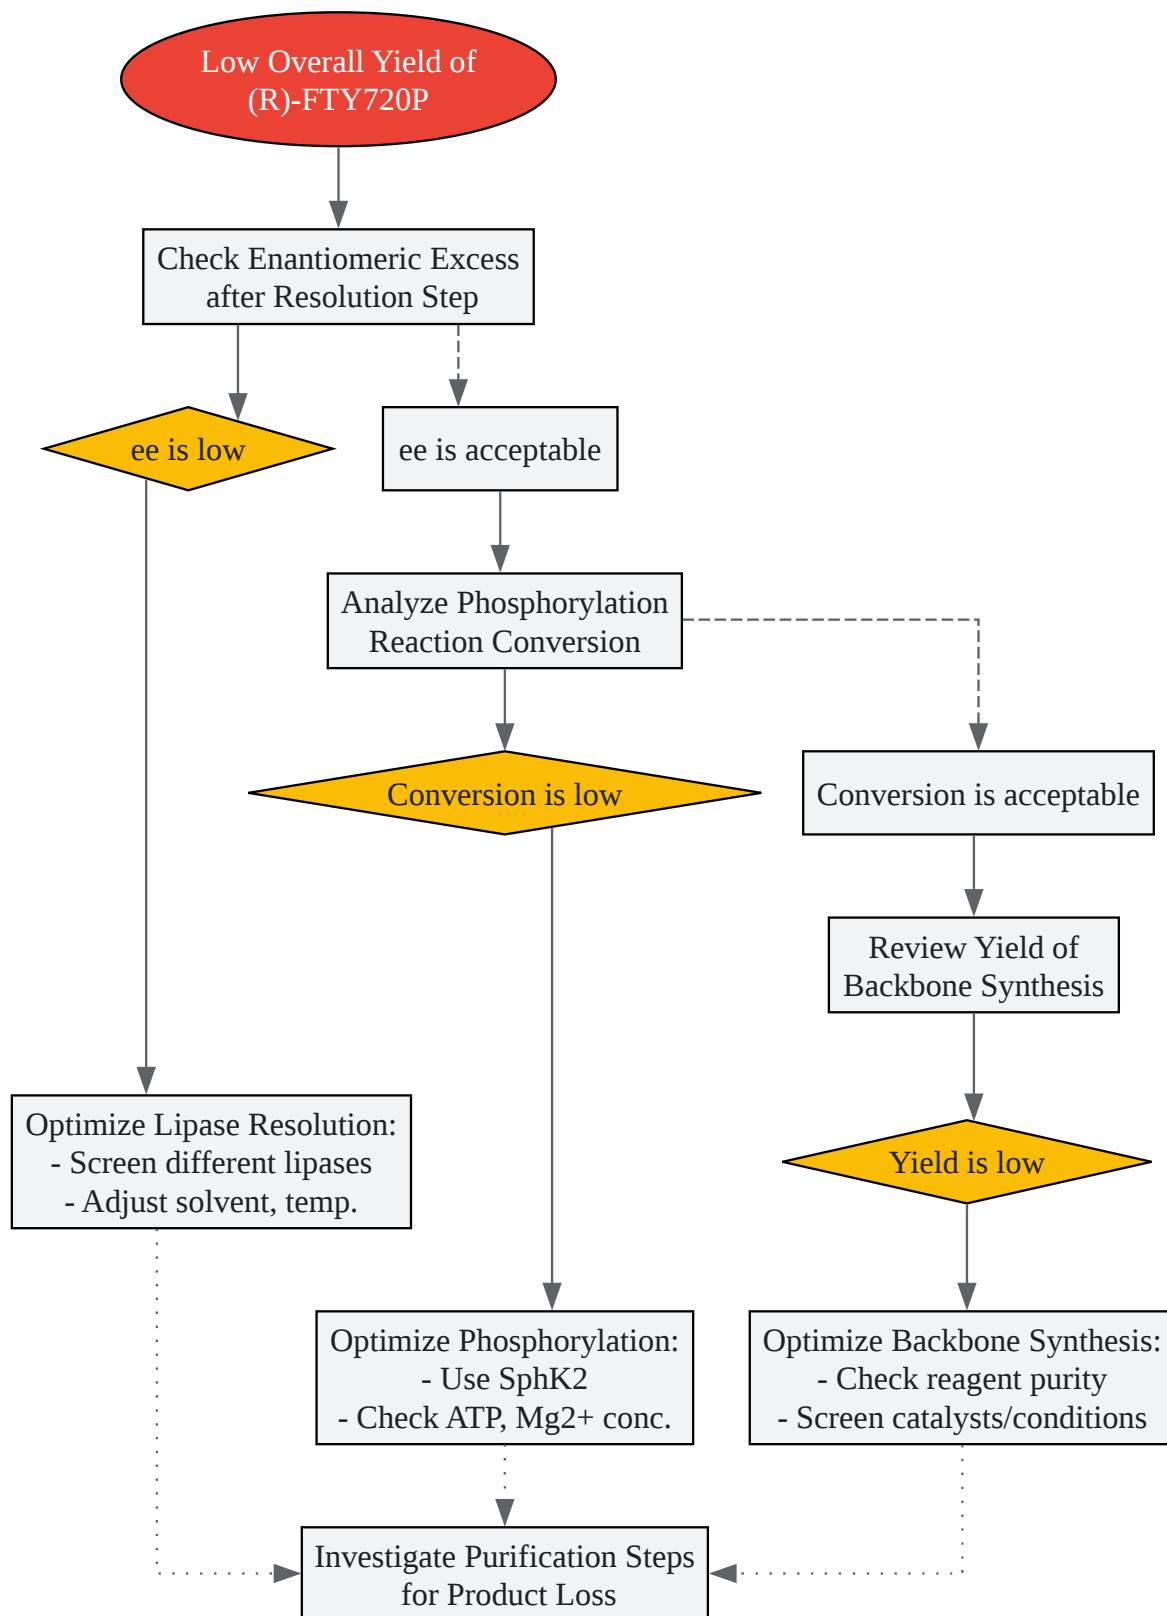 Low Overall Yield of
(R)-FTY720P
Check Enantiomeric Excess
after Resolution Step
ee is low
ee is acceptable
Analyze Phosphorylation
Reaction Conversion
Conversion is low
Conversion is acceptable
Review Yield of
Backbone Synthesis
Optimize Lipase Resolution:
- Screen different lipases
- Adjust solvent, temp.
Yield is low
Optimize Phosphorylation:
- Use SphK2
- Check ATP, Mg2+ conc.
Optimize Backbone Synthesis:
- Check reagent purity
- Screen catalysts/conditions
Investigate Purification Steps
for Product Loss